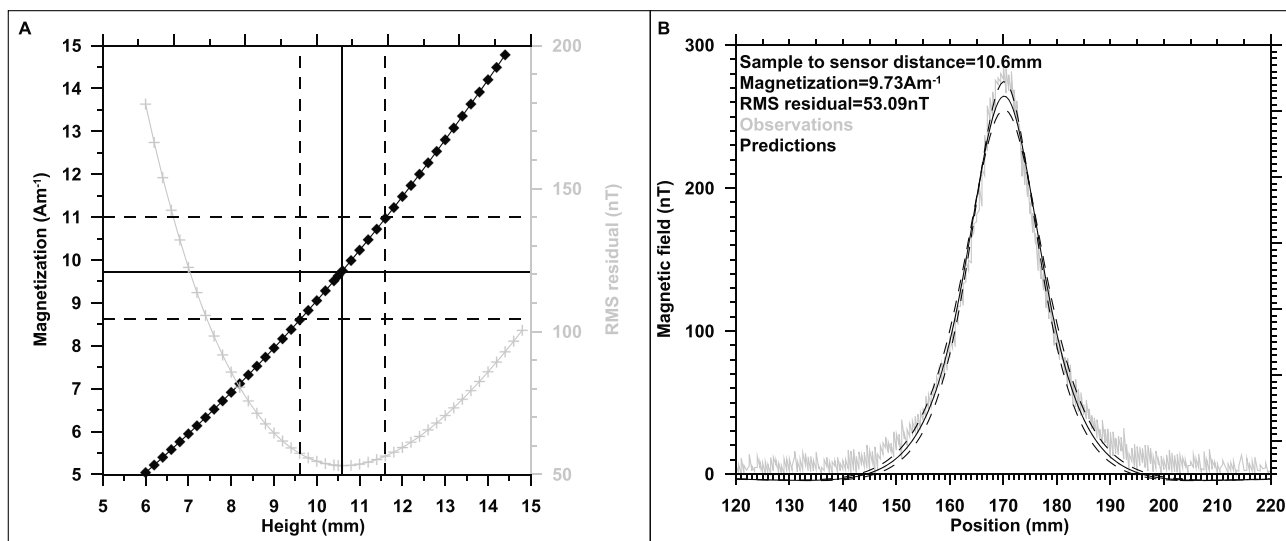 A
Magnetization (Am⁻¹)
15
14
13
12
11
10
9
8
7
6
5
5 6 7 8 9 10 11 12 13 14 15
Height (mm)
200
150
100
50
RMS residual (nT)
B
Magnetic field (nT)
300
200
100
0
Sample to sensor distance=10.6mm
Magnetization=9.73Am⁻¹
RMS residual=53.09nT
Observations
Predictions
120 130 140 150 160 170 180 190 200 210 220
Position (mm)